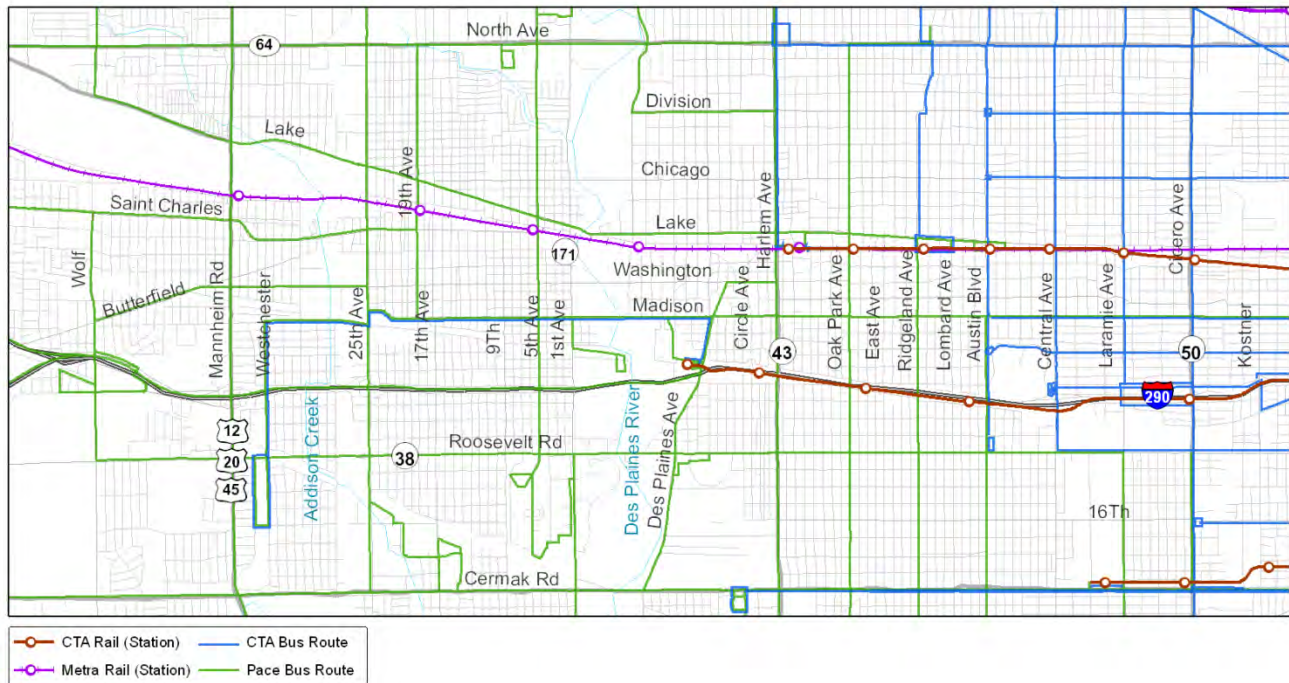 North Ave
64
Division
Lake
Chicago
19th Ave
Harlem Ave
Saint Charles
Lake
Cicero Ave
171
Washington
Wolf
Butterfield
Mannheim Rd
Westchester
25th Ave
17th Ave
9Th
5th Ave
1st Ave
Madison
Circle Ave
43
Oak Park Ave
East Ave
Ridgeland Ave
Lombard Ave
Austin Blvd
Central Ave
Laramie Ave
50
Kostner
290
12
20
45
Addison Creek
38
Roosevelt Rd
Des Plaines River
Des Plaines Ave
16Th
Cermak Rd
CTA Rail (Station)
CTA Bus Route
Metra Rail (Station)
Pace Bus Route